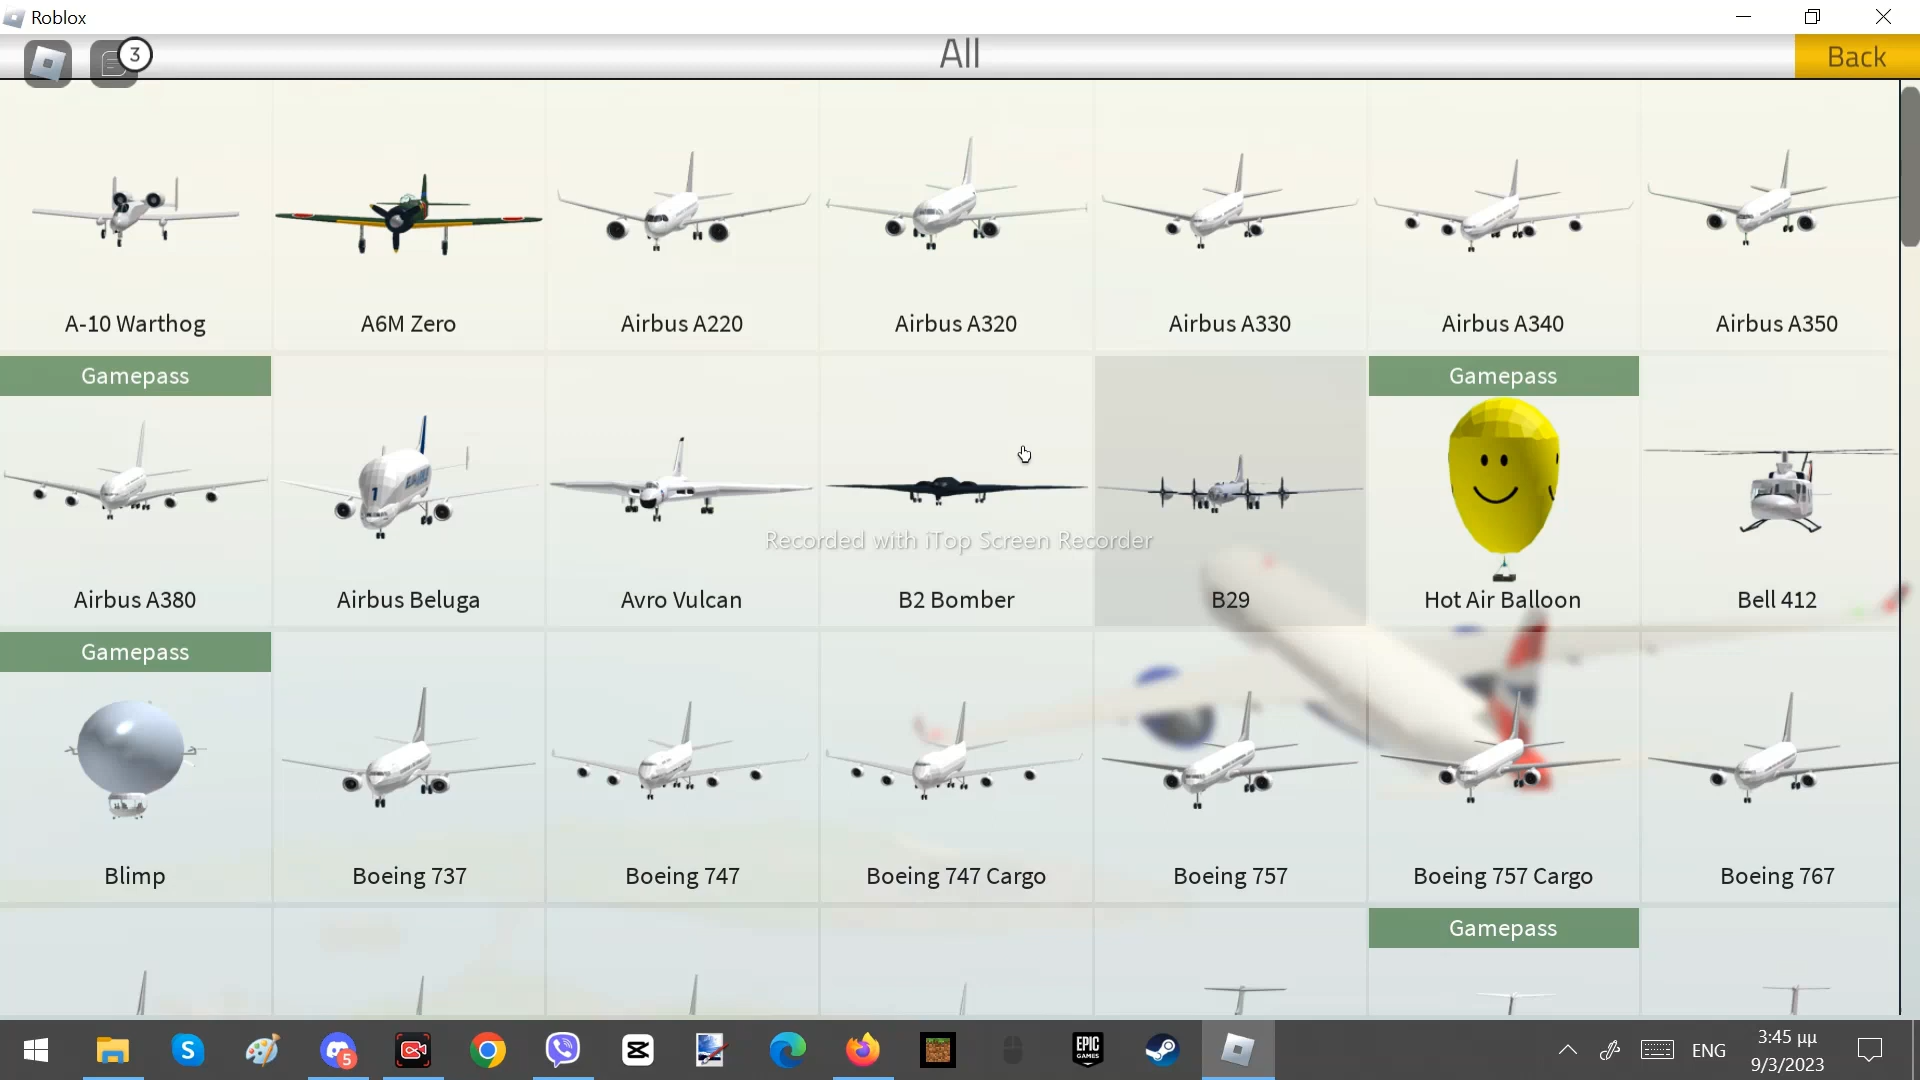 Roblox
3
All
Back
A-10 Warthog
A6M Zero
Airbus A220
Airbus A320
Airbus A330
Airbus A340
Airbus A350
Gamepass
Gamepass
Airbus A380
Airbus Beluga
Avro Vulcan
B2 Bomber
B29
Hot Air Balloon
Bell 412
Recorded with iTop Screen Recorder
Gamepass
Blimp
Boeing 737
Boeing 747
Boeing 747 Cargo
Boeing 757
Boeing 757 Cargo
Boeing 767
Gamepass
5
EPIC
GAMES
ENG
3:45 μμ
9/3/2023